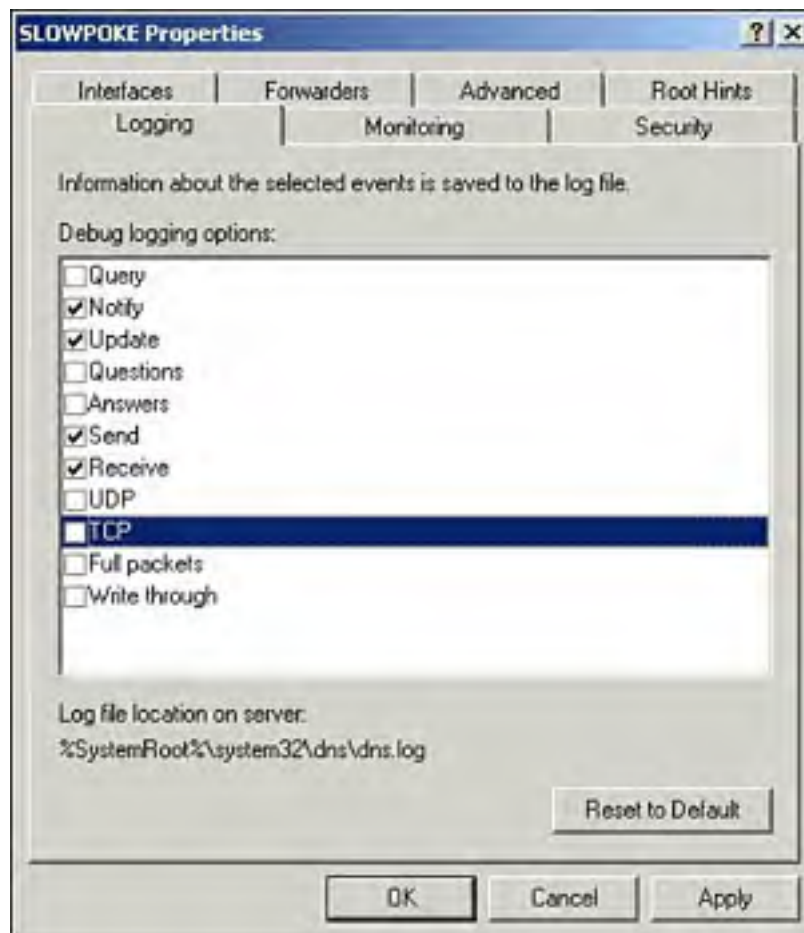 SLOWPOKE Properties
Interfaces Forwarders Advanced Root Hints
Logging Monitoring Security
Information about the selected events is saved to the log file.
Debug logging options:
Query
Notify
Update
Questions
Answers
Send
Receive
UDP
TCP
Full packets
Write through
Log file location on server:
%SystemRoot%\system32\dns\dns.log
Reset to Default
OK Cancel Apply